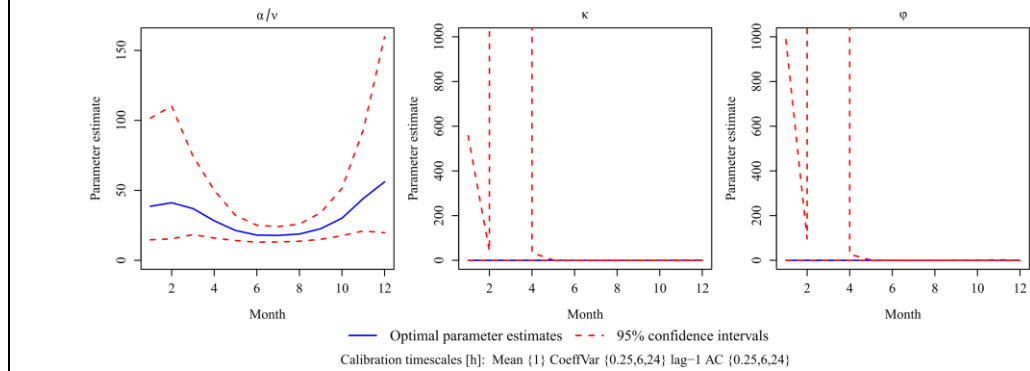 α/ν
κ
φ
Parameter estimate
0 50 100 150
2 4 6 8 10 12
Month
Parameter estimate
0 200 400 600 800 1000
2 4 6 8 10 12
Month
Parameter estimate
0 200 400 600 800 1000
2 4 6 8 10 12
Month
Optimal parameter estimates 95% confidence intervals
Calibration timescales [h]: Mean {1} CoeffVar {0.25,6,24} lag−1 AC {0.25,6,24}